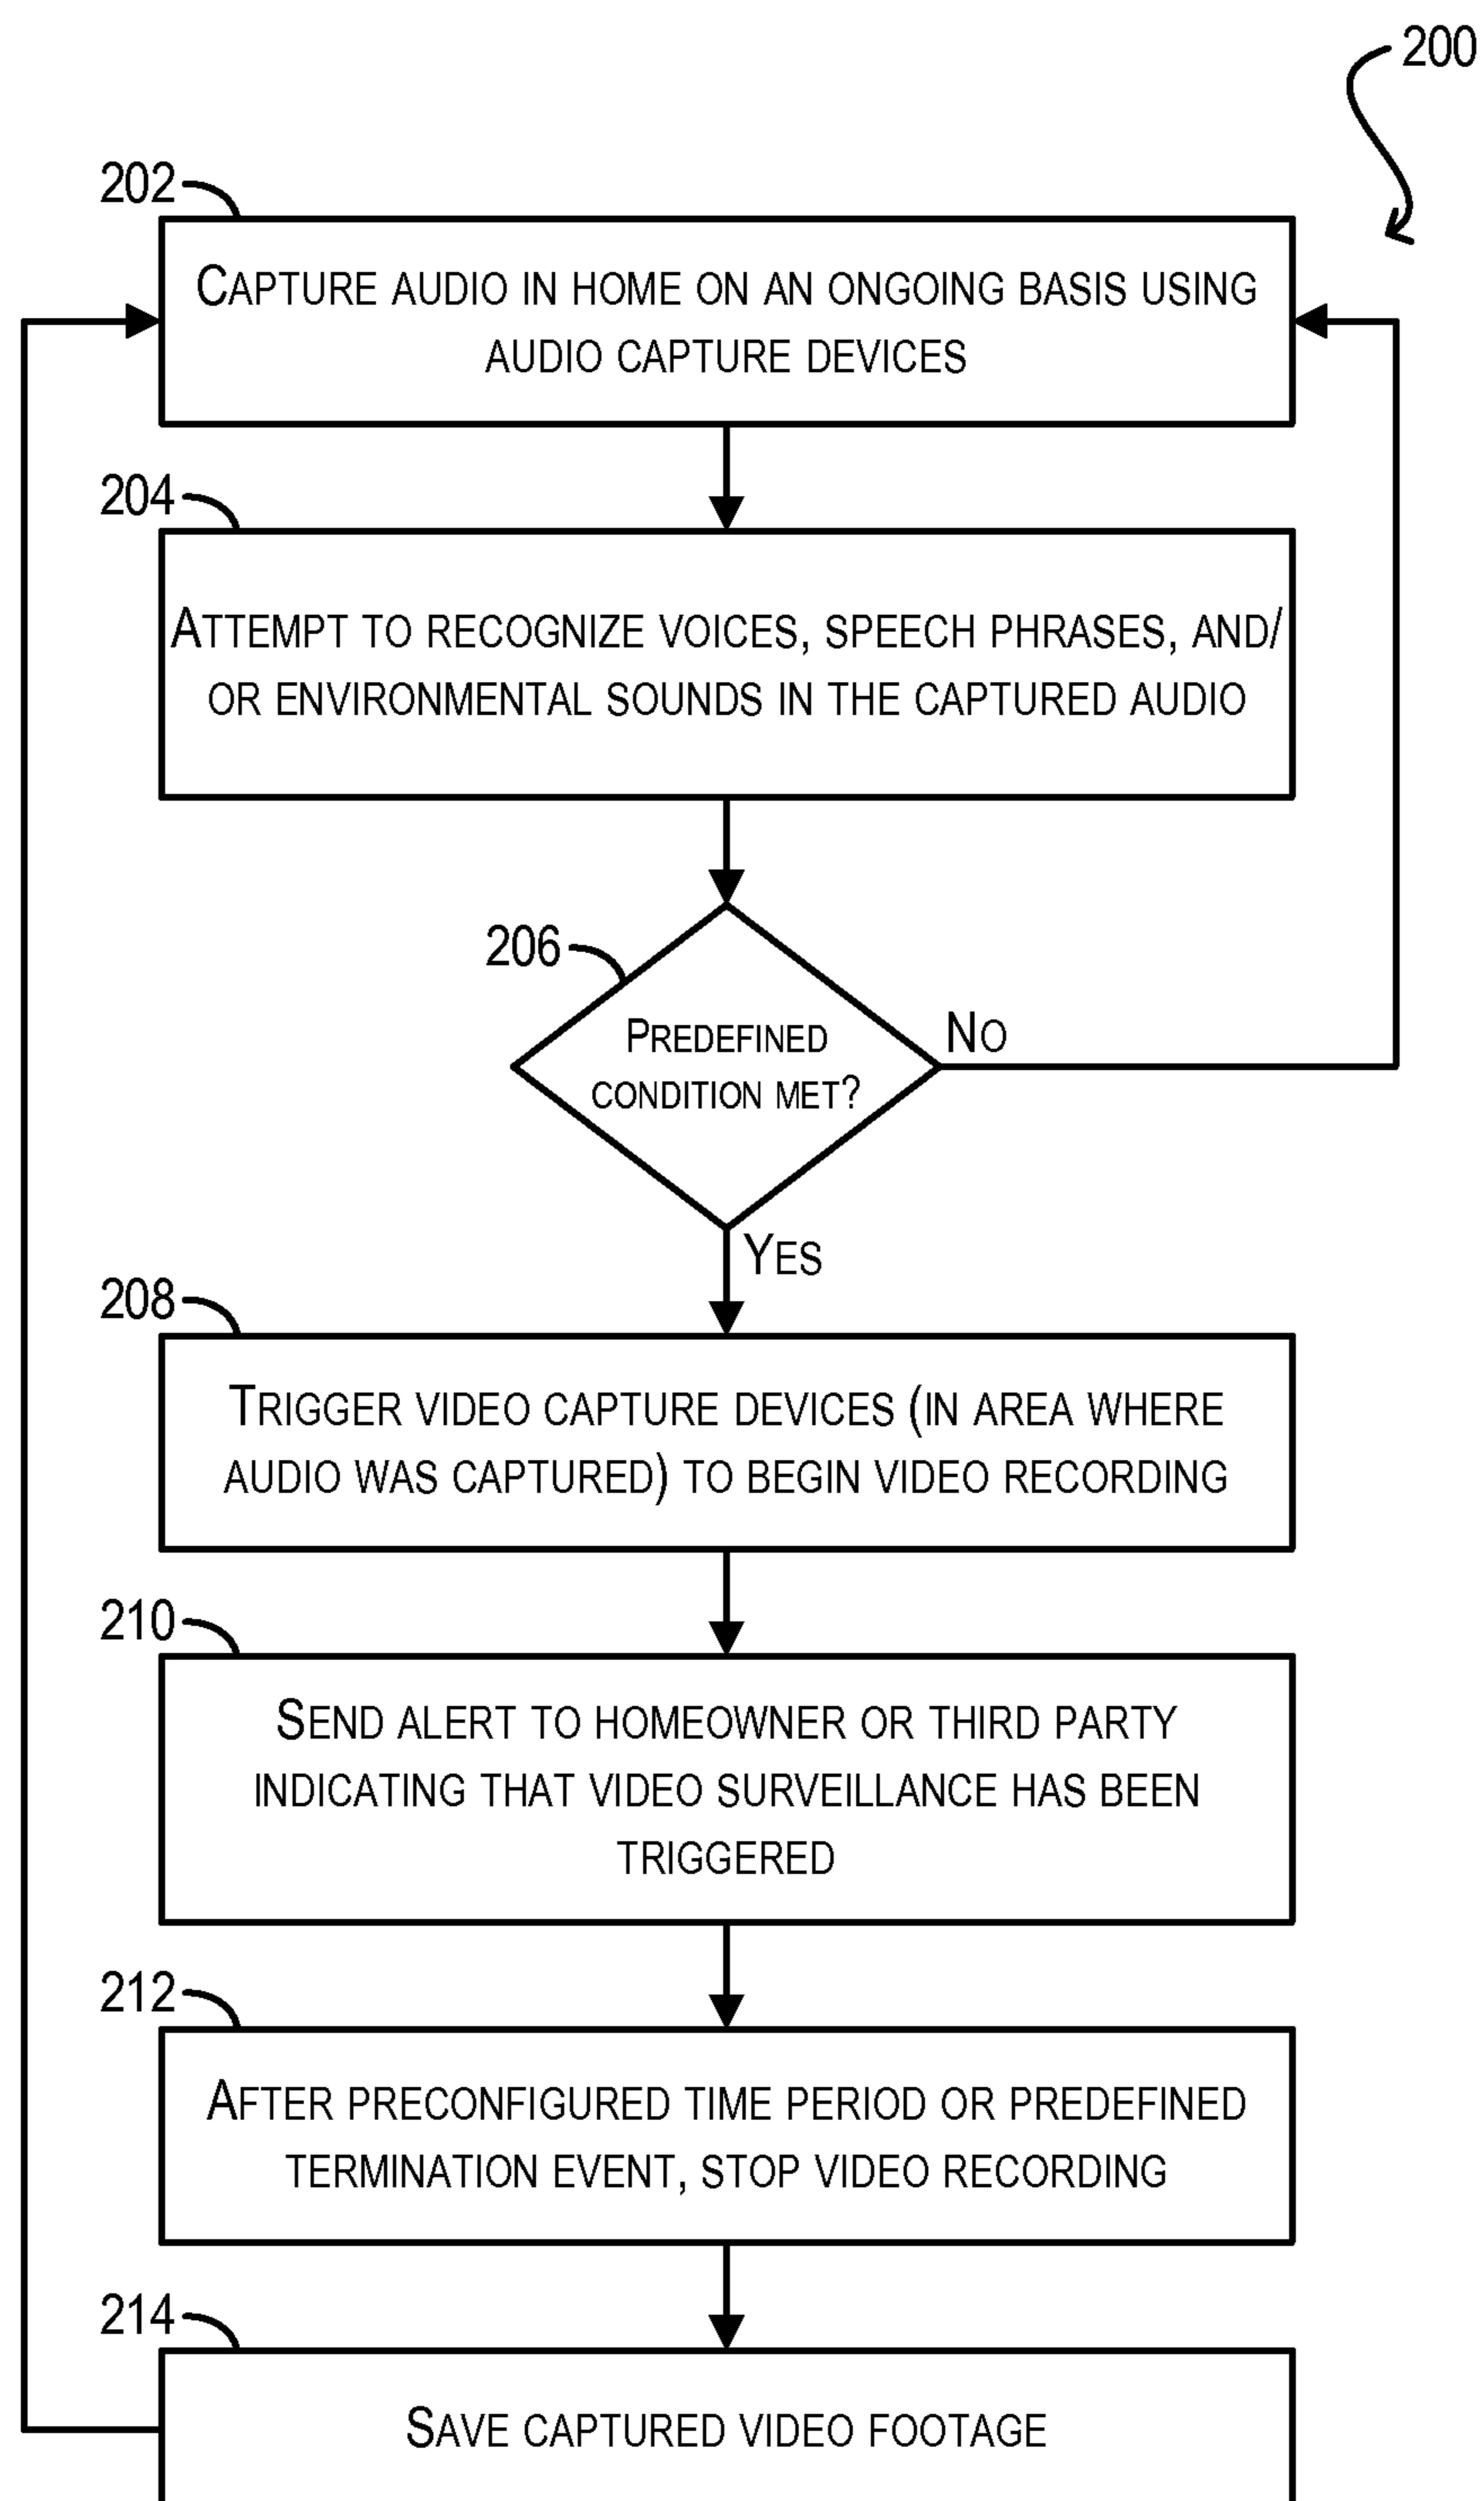 200
202
CAPTURE AUDIO IN HOME ON AN ONGOING BASIS USING
AUDIO CAPTURE DEVICES
204
ATTEMPT TO RECOGNIZE VOICES, SPEECH PHRASES, AND/
OR ENVIRONMENTAL SOUNDS IN THE CAPTURED AUDIO
206
PREDEFINED
CONDITION MET?
NO
YES
208
TRIGGER VIDEO CAPTURE DEVICES (IN AREA WHERE
AUDIO WAS CAPTURED) TO BEGIN VIDEO RECORDING
210
SEND ALERT TO HOMEOWNER OR THIRD PARTY
INDICATING THAT VIDEO SURVEILLANCE HAS BEEN
TRIGGERED
212
AFTER PRECONFIGURED TIME PERIOD OR PREDEFINED
TERMINATION EVENT, STOP VIDEO RECORDING
214
SAVE CAPTURED VIDEO FOOTAGE